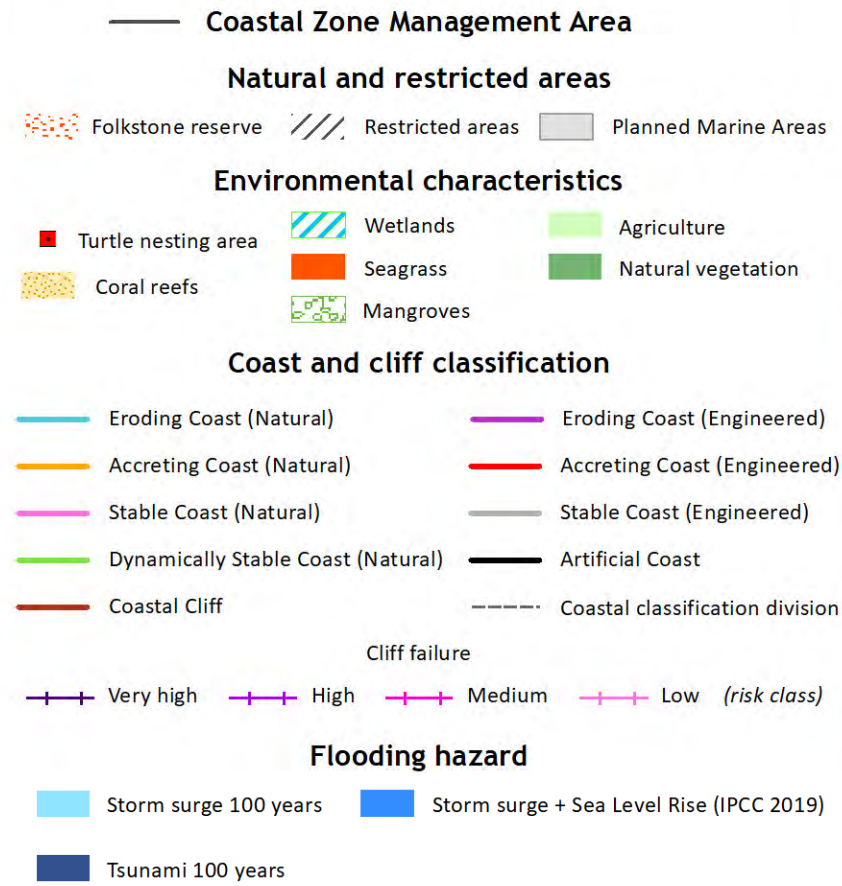 Coastal Zone Management Area
Natural and restricted areas
Folkstone reserve Restricted areas Planned Marine Areas
Environmental characteristics
Turtle nesting area Wetlands Agriculture
Coral reefs Seagrass Natural vegetation
Mangroves
Coast and cliff classification
Eroding Coast (Natural) Eroding Coast (Engineered)
Accreting Coast (Natural) Accreting Coast (Engineered)
Stable Coast (Natural) Stable Coast (Engineered)
Dynamically Stable Coast (Natural) Artificial Coast
Coastal Cliff Coastal classification division
Cliff failure
Very high High Medium Low (risk class)
Flooding hazard
Storm surge 100 years Storm surge + Sea Level Rise (IPCC 2019)
Tsunami 100 years